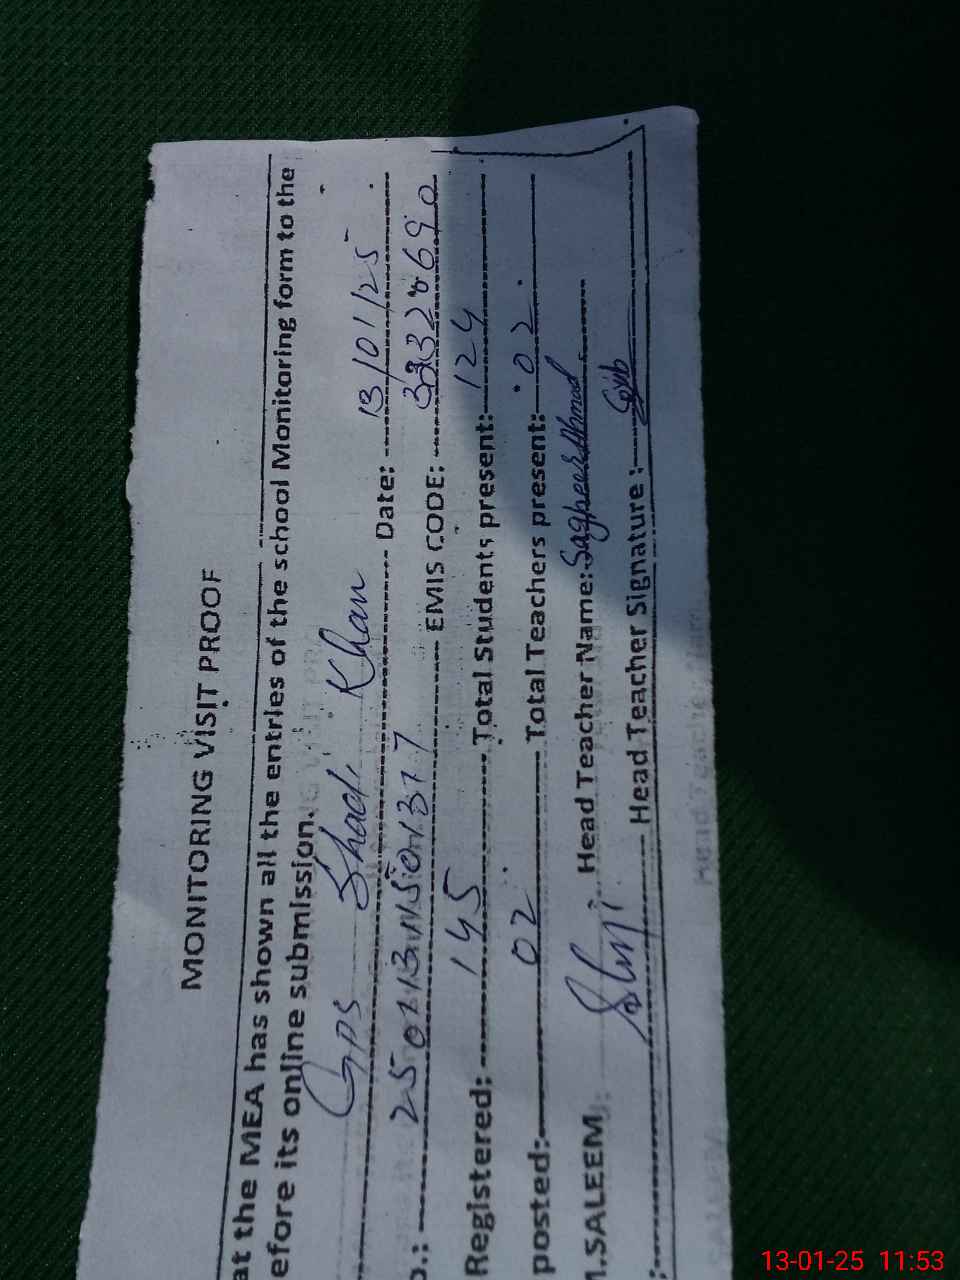 MONITORING VISIT PROOF
at the MEA has shown all the entries of the school Monitoring form to the
efore its online submission.
GPS Shadi Khan Date: 13/01/25
.: EMIS CODE:
Registered: 145 Total Students present: 124
posted: 02 Total Teachers present: 02
M.SALEEM Head Teacher Name: Sagheer Ahmad
Head Teacher Signature :
13-01-25 11:53